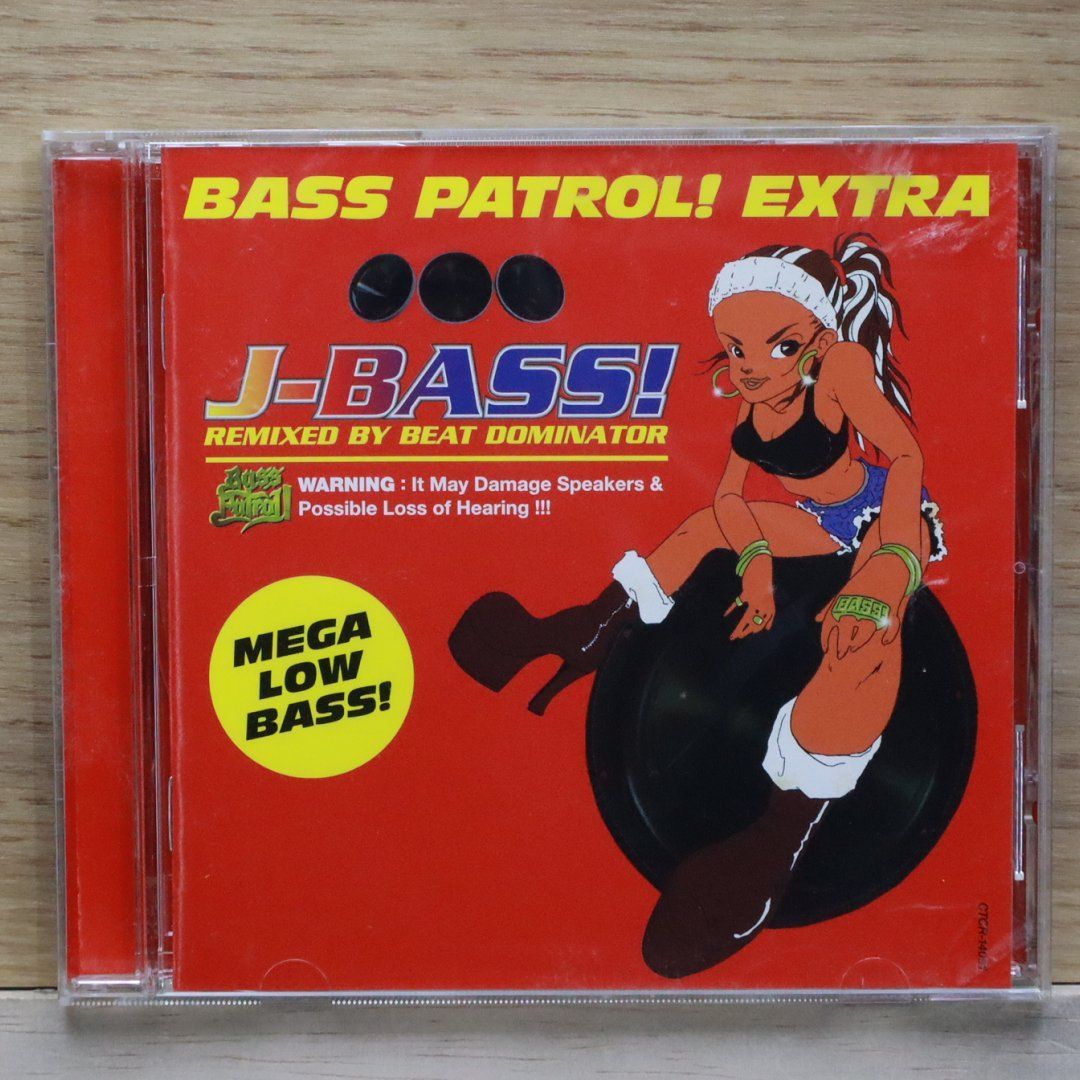 BASS PATROL! EXTRA
J-BASS!
REMIXED BY BEAT DOMINATOR
Bass
Patrol!
WARNING : It May Damage Speakers &
Possible Loss of Hearing !!!
MEGA
LOW
BASS!
BASS!